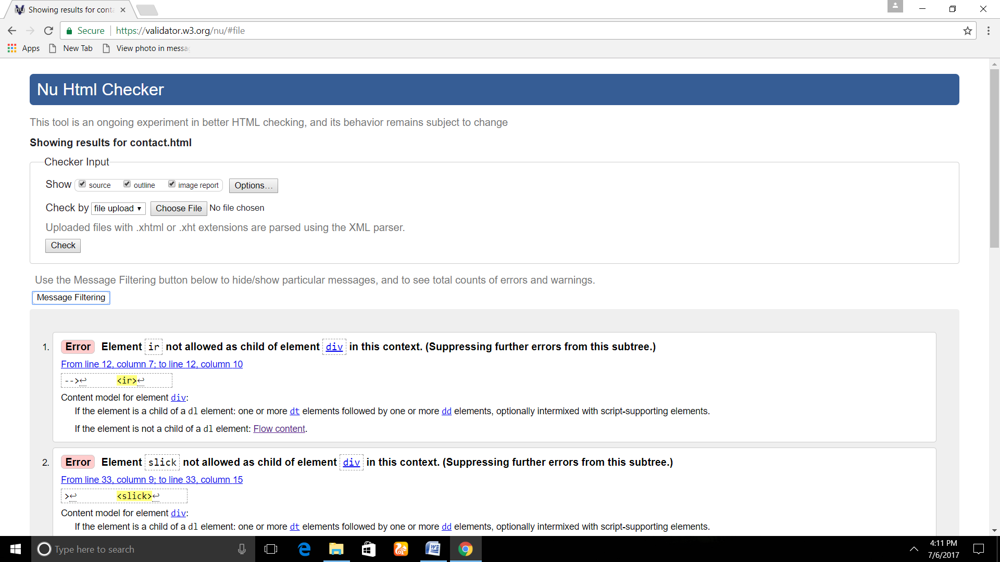 Showing results for conta
Secure https://validator.w3.org/nu/#file
Apps New Tab View photo in messa
Nu Html Checker
This tool is an ongoing experiment in better HTML checking, and its behavior remains subject to change
Showing results for contact.html
Checker Input
Show source outline image report Options...
Check by file upload Choose File No file chosen
Uploaded files with .xhtml or .xht extensions are parsed using the XML parser.
Check
Use the Message Filtering button below to hide/show particular messages, and to see total counts of errors and warnings.
Message Filtering
1. Error Element ir not allowed as child of element div in this context. (Suppressing further errors from this subtree.)
From line 12, column 7; to line 12, column 10
-->↩ <ir>↩
Content model for element div:
If the element is a child of a dl element: one or more dt elements followed by one or more dd elements, optionally intermixed with script-supporting elements.
If the element is not a child of a dl element: Flow content.
2. Error Element slick not allowed as child of element div in this context. (Suppressing further errors from this subtree.)
From line 33, column 9; to line 33, column 15
>↩ <slick>↩
Content model for element div:
If the element is a child of a dl element: one or more dt elements followed by one or more dd elements, optionally intermixed with script-supporting elements.
Type here to search
4:11 PM
7/6/2017